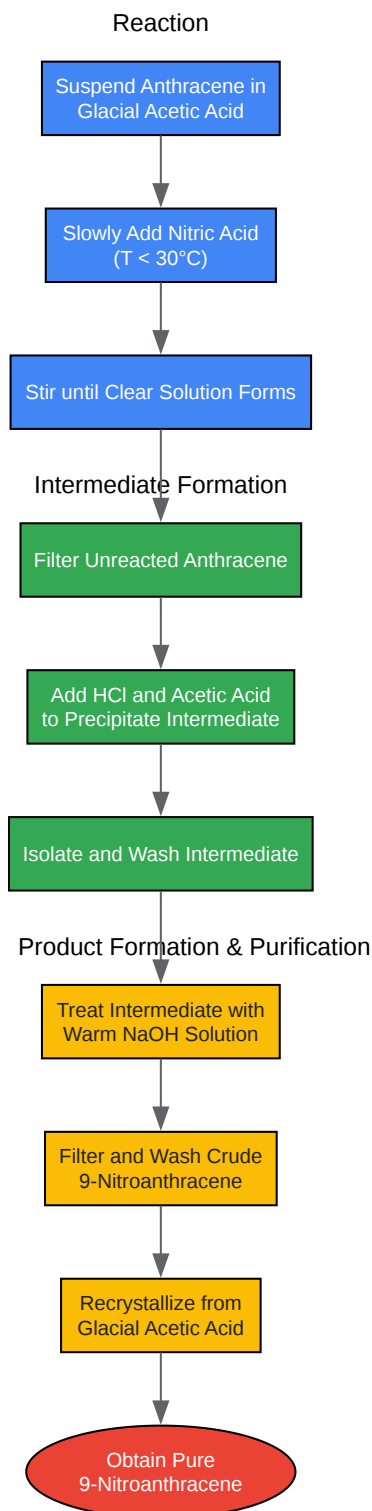 Reaction
Suspend Anthracene in
Glacial Acetic Acid
Slowly Add Nitric Acid
(T < 30°C)
Stir until Clear Solution Forms
Intermediate Formation
Filter Unreacted Anthracene
Add HCl and Acetic Acid
to Precipitate Intermediate
Isolate and Wash Intermediate
Product Formation & Purification
Treat Intermediate with
Warm NaOH Solution
Filter and Wash Crude
9-Nitroanthracene
Recrystallize from
Glacial Acetic Acid
Obtain Pure
9-Nitroanthracene